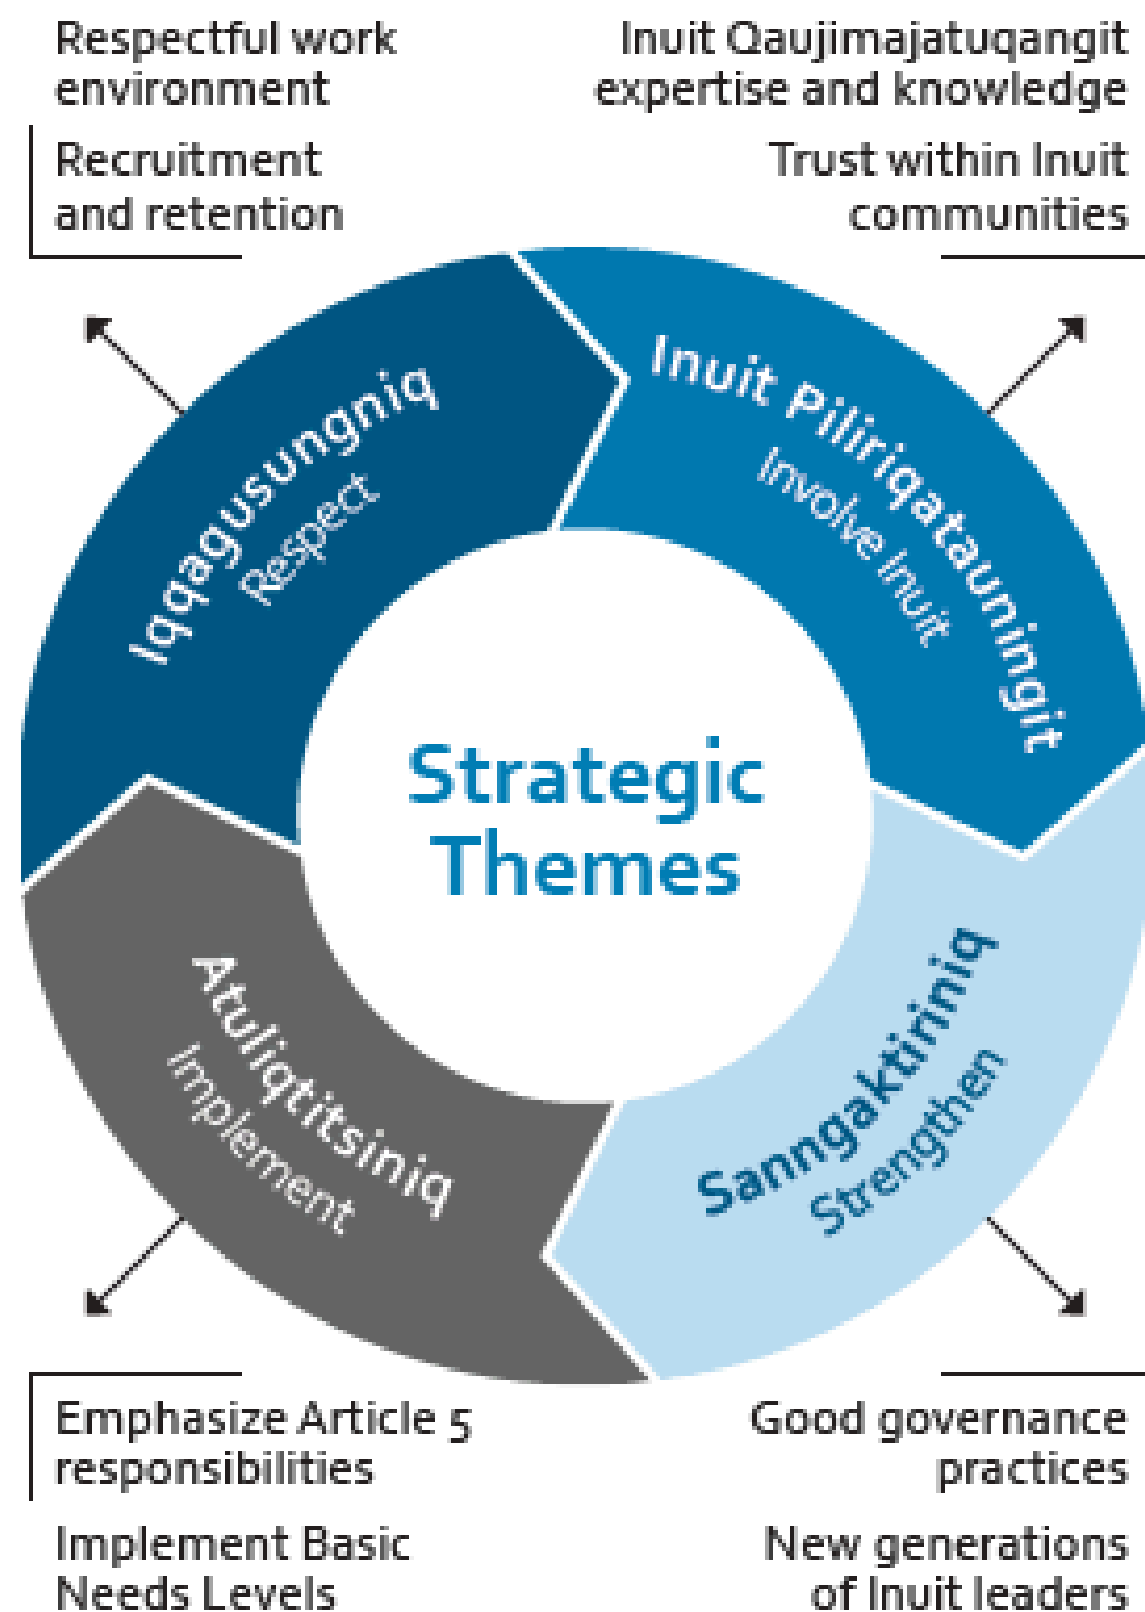 Respectful work
environment
Recruitment
and retention
Inuit Qaujimajatuqangit
expertise and knowledge
Trust within Inuit
communities
Iqqagusungniq
Respect
Inuit Piliriqatauningit
Involve Inuit
Strategic
Themes
Atuliqtitsiniq
Implement
Sanngaktiriniq
Strengthen
Emphasize Article 5
responsibilities
Implement Basic
Needs Levels
Good governance
practices
New generations
of Inuit leaders